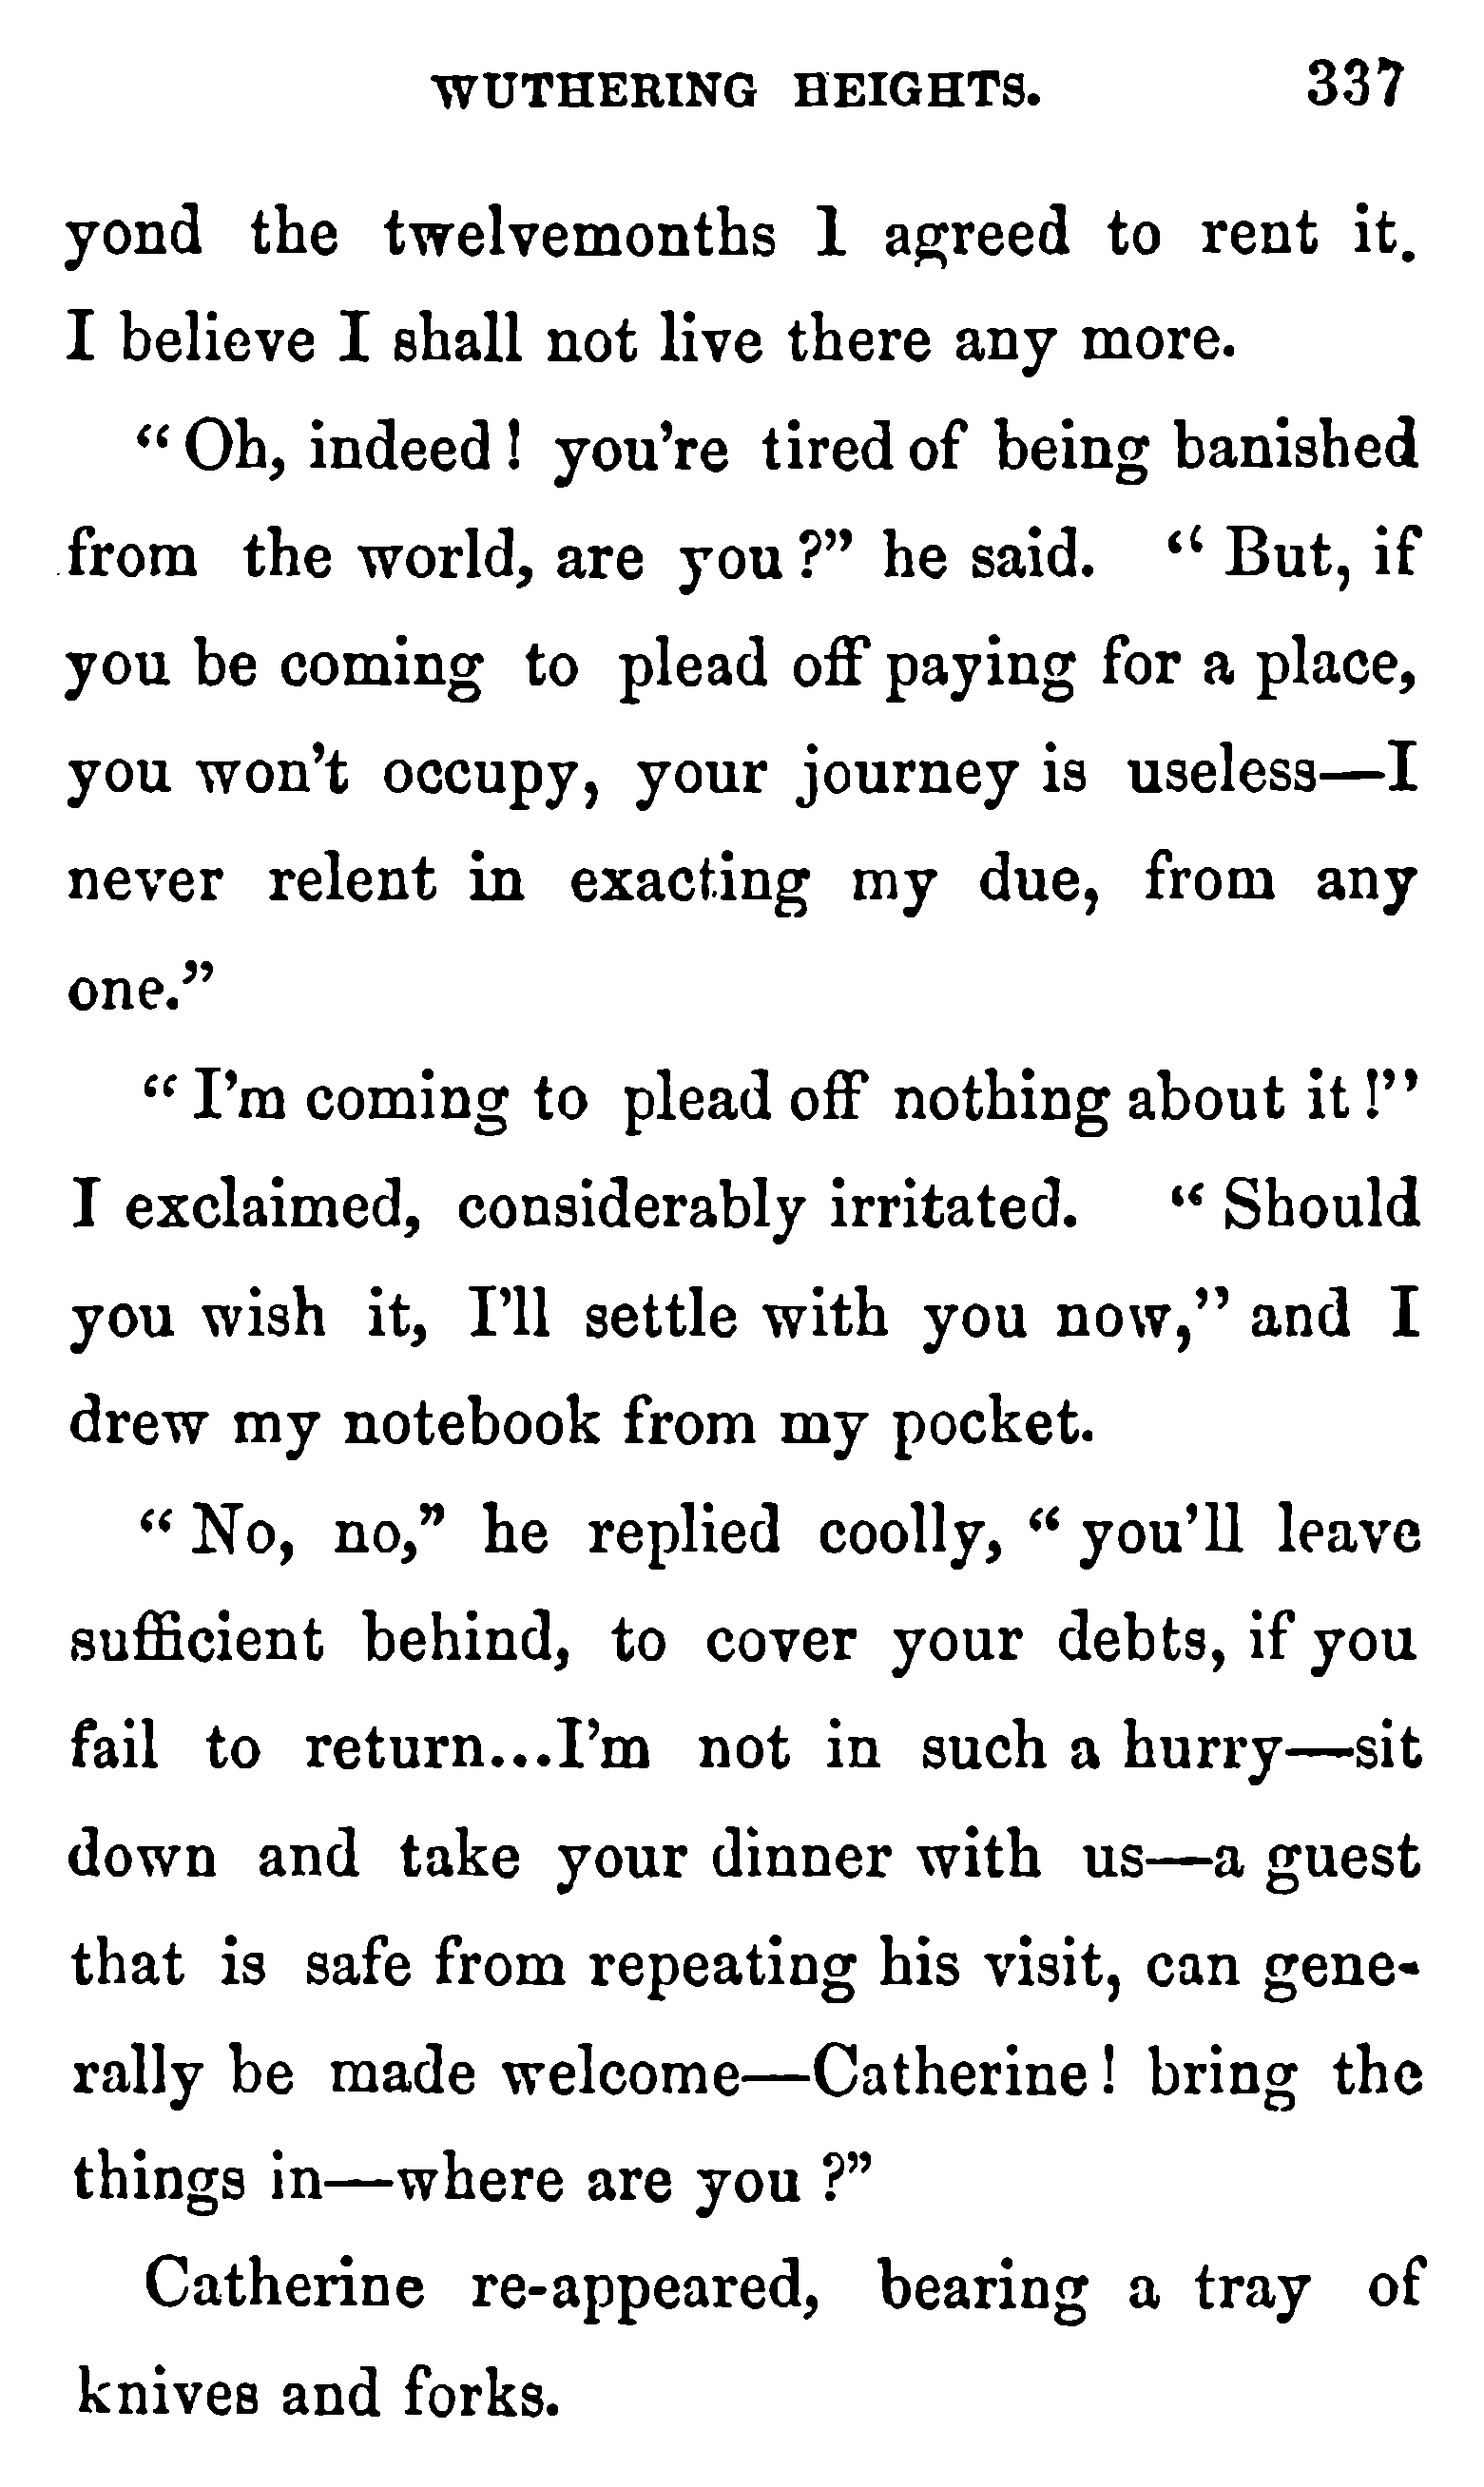 WUTHERING HEIGHTS. 337
yond the twelvemonths I agreed to rent it.
I believe I shall not live there any more.
“Oh, indeed! you're tired of being banished
from the world, are you?” he said. “But, if
you be coming to plead off paying for a place,
you won't occupy, your journey is useless—I
never relent in exacting my due, from any
one.”
“I'm coming to plead off nothing about it!”
I exclaimed, considerably irritated. “Should
you wish it, I'll settle with you now,” and I
drew my notebook from my pocket.
“No, no,” he replied coolly, “you'll leave
sufficient behind, to cover your debts, if you
fail to return...I'm not in such a hurry—sit
down and take your dinner with us—a guest
that is safe from repeating his visit, can gene-
rally be made welcome—Catherine! bring the
things in—where are you?”
Catherine re-appeared, bearing a tray of
knives and forks.